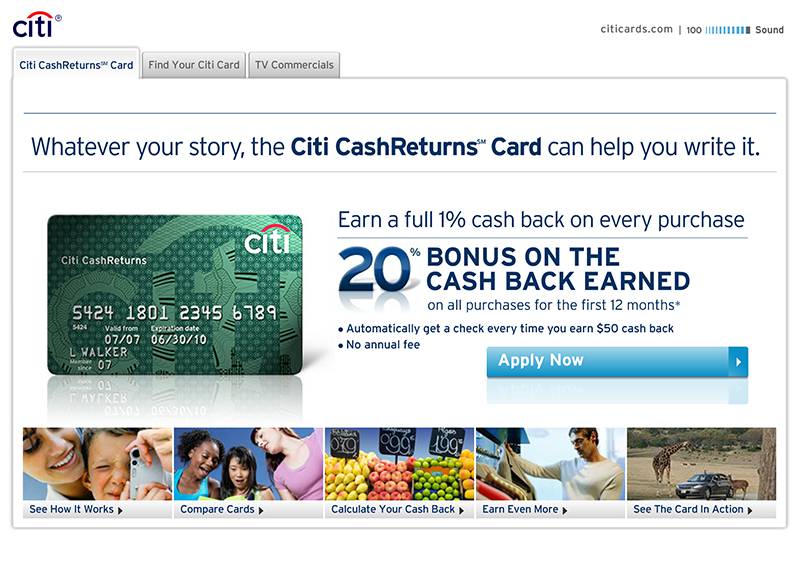 citi®
citicards.com | 100 Sound
Citi CashReturns℠ Card
Find Your Citi Card
TV Commercials
Whatever your story, the Citi CashReturns℠ Card can help you write it.
citi
Citi CashReturns
5424 1801 2345 6789
5424 Valid from Expiration date
07/07 06/30/10
L WALKER
Member since 07
Earn a full 1% cash back on every purchase
20% BONUS ON THE
CASH BACK EARNED
on all purchases for the first 12 months*
• Automatically get a check every time you earn $50 cash back
• No annual fee
Apply Now
See How It Works
Compare Cards
Calculate Your Cash Back
Earn Even More
See The Card In Action